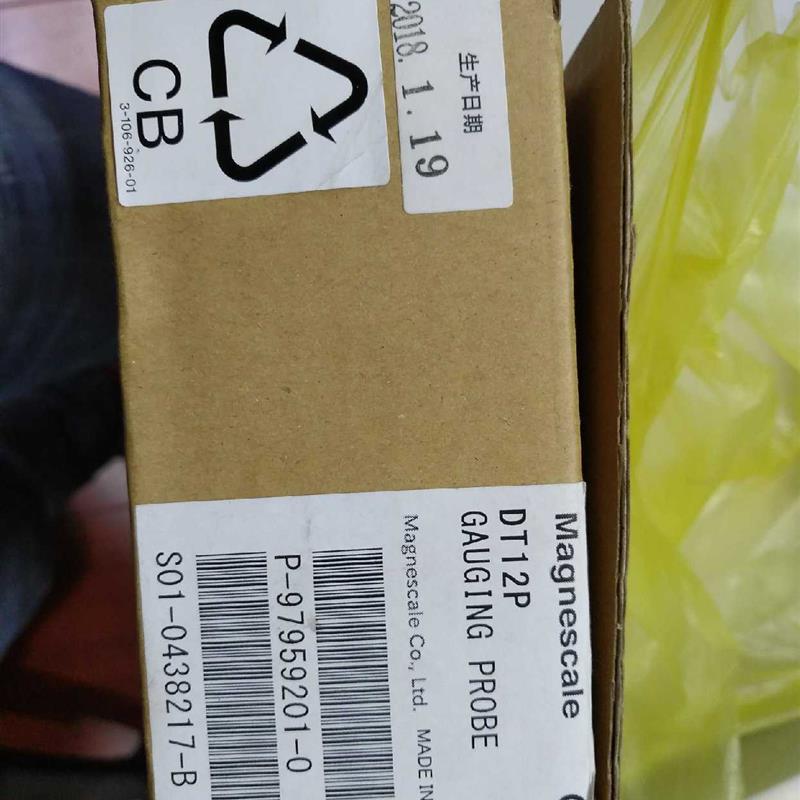 CB
3-106-926-01
生产日期
2018.1.19
Magnescale
DT12P
GAUGING PROBE
Magnescale Co., Ltd. MADE IN
P-97959201-0
S01-0438217-B